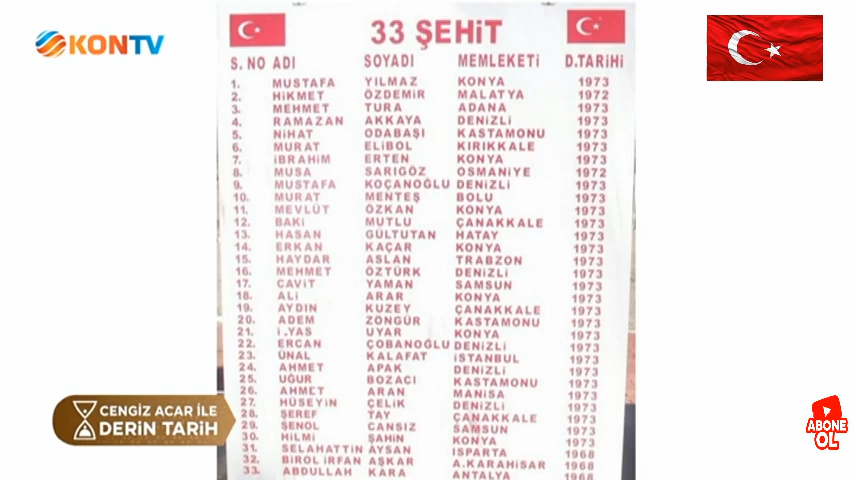 KONTV
33 ŞEHİT
S. NO ADI SOYADI MEMLEKETİ D.TARİHİ
1. MUSTAFA YILMAZ KONYA 1973
2. HİKMET ÖZDEMİR MALATYA 1972
3. MEHMET TURA ADANA 1973
4. RAMAZAN AKKAYA DENİZLİ 1973
5. NİHAT ODABAŞI KASTAMONU 1973
6. MURAT ELİBOL KIRIKKALE 1973
7. İBRAHİM ERTEN KONYA 1973
8. MUSA SARIGÖZ OSMANİYE 1972
9. MUSTAFA KOÇANOĞLU DENİZLİ 1973
10. MURAT MENTEŞ BOLU 1973
11. MEVLÜT ÖZKAN KONYA 1973
12. BAKİ MUTLU ÇANAKKALE 1973
13. HASAN GÜLTUTAN HATAY 1973
14. ERKAN KAÇAR KONYA 1973
15. HAYDAR ASLAN TRABZON 1973
16. MEHMET ÖZTÜRK DENİZLİ 1973
17. CAVİT YAMAN SAMSUN 1973
18. ALİ ARAR KONYA 1973
19. AYDIN KUZEY ÇANAKKALE 1973
20. ADEM ZONGÜR KASTAMONU 1973
21. İ.YAS UYAR KONYA 1973
22. ERCAN ÇOBANOĞLU DENİZLİ 1973
23. ÜNAL KALAFAT İSTANBUL 1973
24. AHMET APAK DENİZLİ 1973
25. UĞUR BOZACI KASTAMONU 1973
26. AHMET ARAN MANİSA 1973
27. HÜSEYİN ÇELİK DENİZLİ 1973
28. ŞEREF TAY ÇANAKKALE 1973
29. ŞENOL CANSIZ SAMSUN 1973
30. HİLMİ ŞAHİN KONYA 1973
31. SELAHATTİN AYSAN ISPARTA 1968
32. BİROL İRFAN AŞKAR A.KARAHİSAR 1968
33. ABDULLAH KARA ANTALYA 1968
CENGİZ ACAR İLE
DERİN TARİH
ABONE
OL